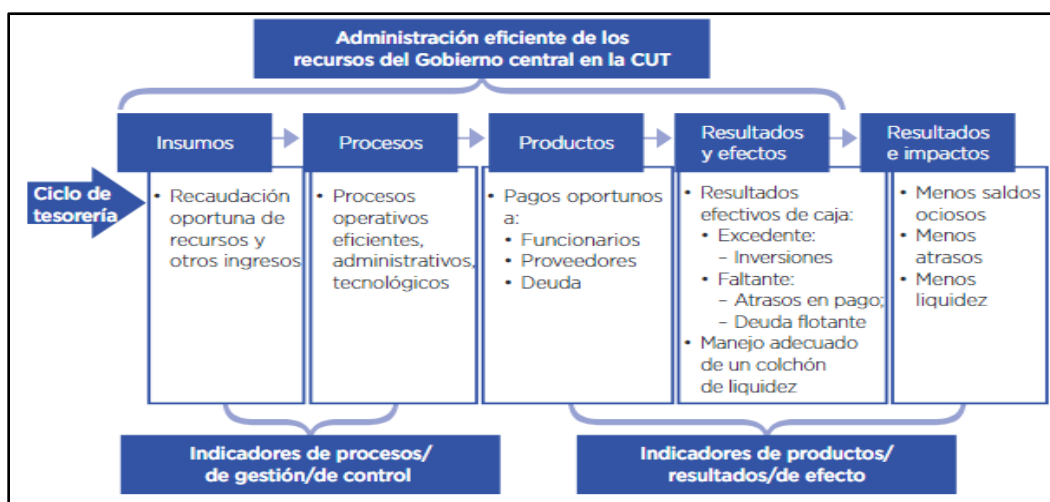 Administración eficiente de los
recursos del Gobierno central en la CUT
Insumos
Procesos
Productos
Resultados
y efectos
Resultados
e impactos
Ciclo de
tesorería
• Recaudación
oportuna de
recursos y
otros ingresos
• Procesos
operativos
eficientes,
administrativos,
tecnológicos
• Pagos oportunos
a:
• Funcionarios
• Proveedores
• Deuda
• Resultados
efectivos de caja:
• Excedente:
– Inversiones
• Faltante:
– Atrasos en pago;
– Deuda flotante
• Manejo adecuado
de un colchón
de liquidez
• Menos saldos
ociosos
• Menos
atrasos
• Menos
liquidez
Indicadores de procesos/
de gestión/de control
Indicadores de productos/
resultados/de efecto